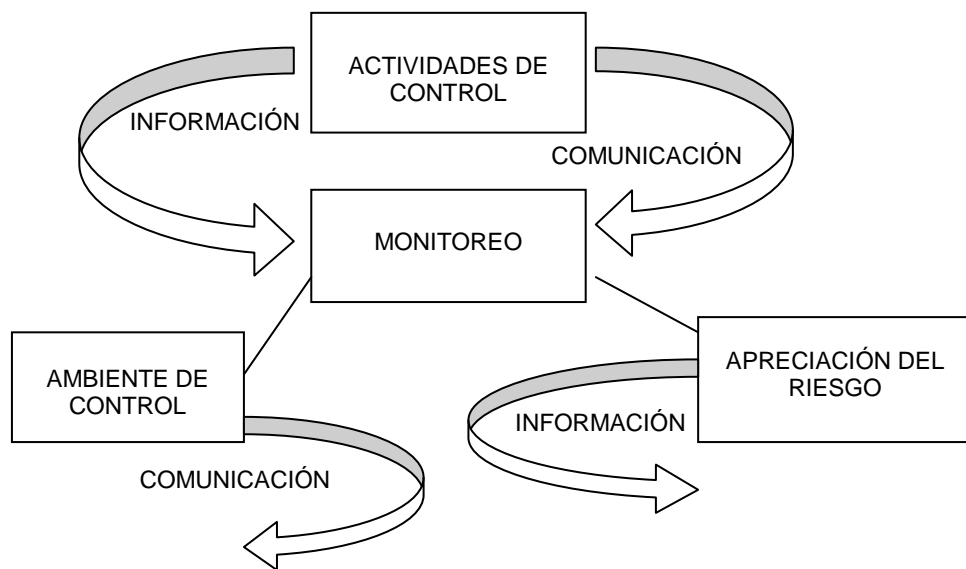 ACTIVIDADES DE
CONTROL
INFORMACIÓN
COMUNICACIÓN
MONITOREO
AMBIENTE DE
CONTROL
APRECIACIÓN DEL
RIESGO
INFORMACIÓN
COMUNICACIÓN